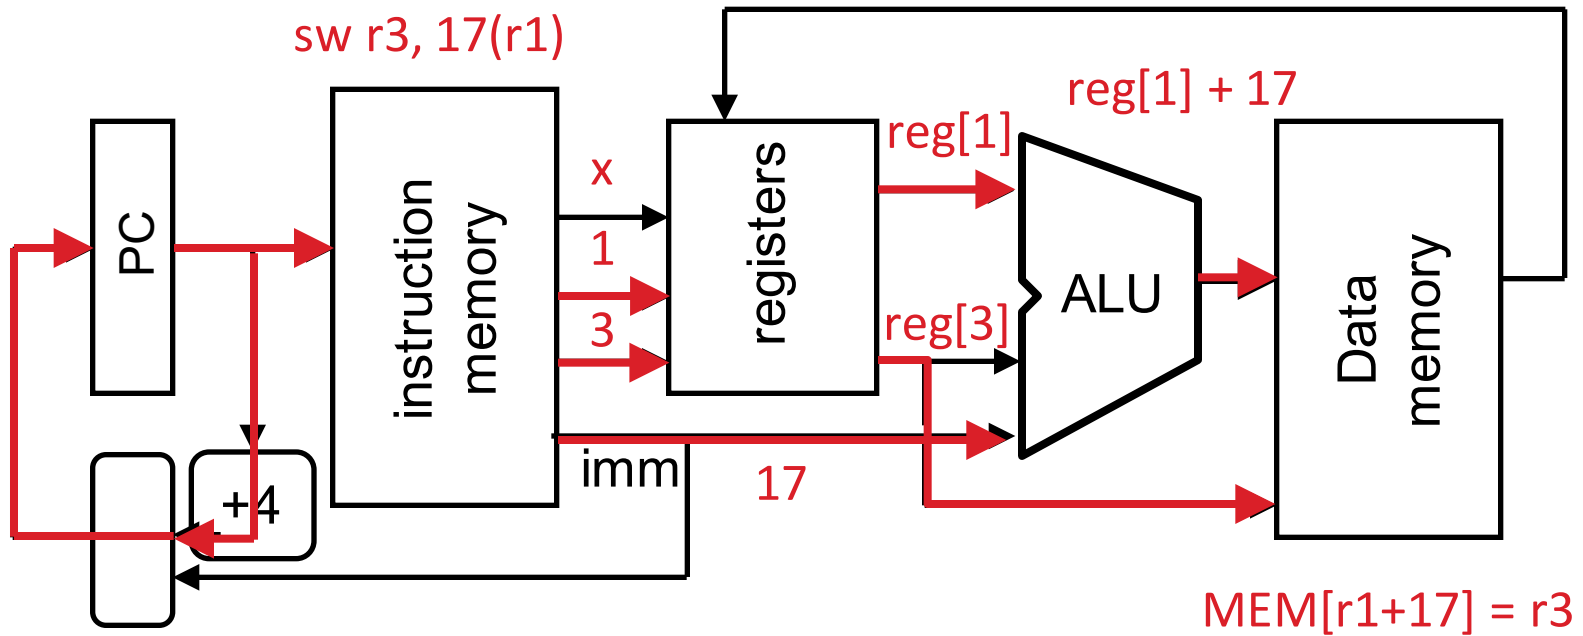 sw r3, 17(r1)
reg[1] + 17
reg[1]
x
1
3
reg[3]
PC
instruction
memory
registers
ALU
Data
memory
imm
17
+4
MEM[r1+17] = r3